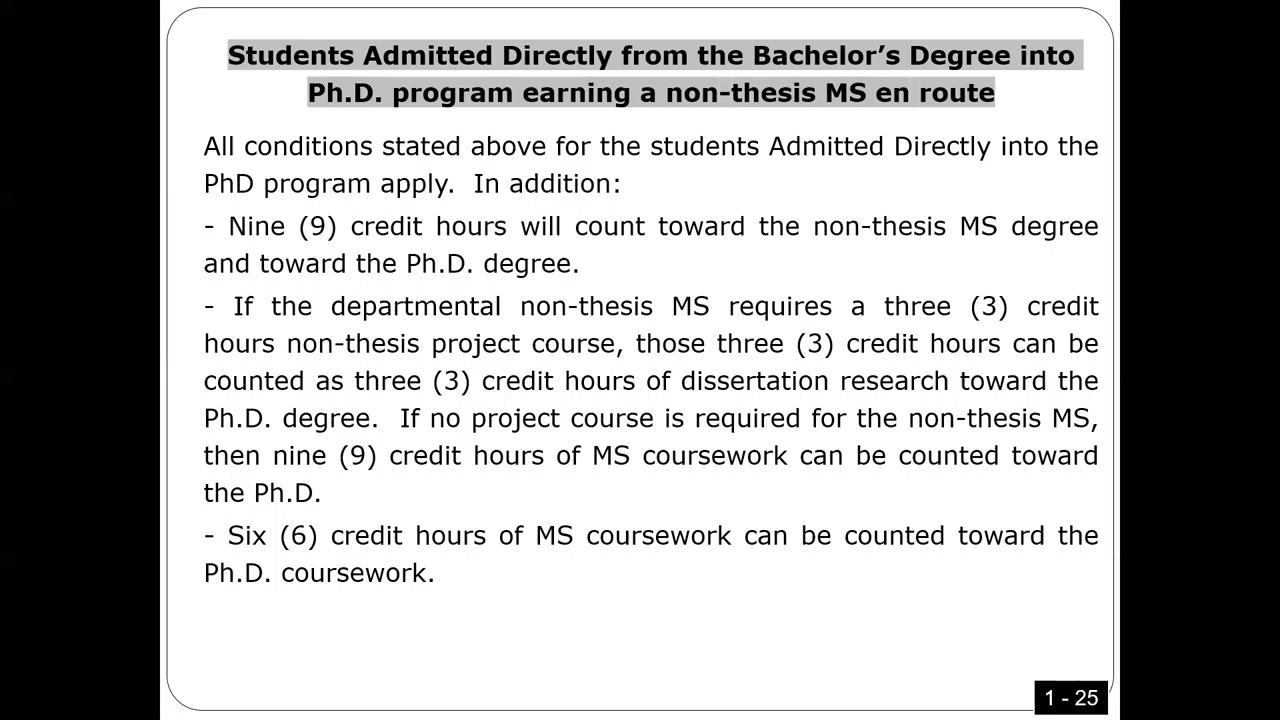 Students Admitted Directly from the Bachelor’s Degree into
Ph.D. program earning a non-thesis MS en route
All conditions stated above for the students Admitted Directly into the
PhD program apply.  In addition:
- Nine (9) credit hours will count toward the non-thesis MS degree
and toward the Ph.D. degree.
- If the departmental non-thesis MS requires a three (3) credit
hours non-thesis project course, those three (3) credit hours can be
counted as three (3) credit hours of dissertation research toward the
Ph.D. degree.  If no project course is required for the non-thesis MS,
then nine (9) credit hours of MS coursework can be counted toward
the Ph.D.
- Six (6) credit hours of MS coursework can be counted toward the
Ph.D. coursework.
1 - 25